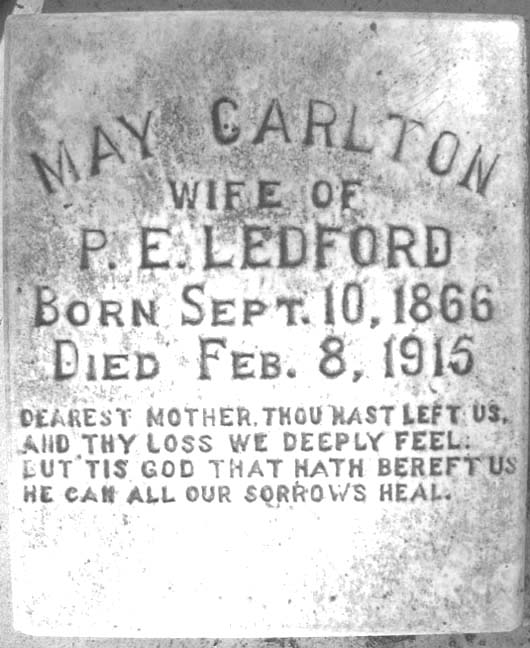 MAY CARLTON
WIFE OF
P. E. LEDFORD
BORN SEPT. 10, 1866
DIED FEB. 8, 1915
DEAREST MOTHER, THOU HAST LEFT US,
AND THY LOSS WE DEEPLY FEEL:
BUT 'TIS GOD THAT HATH BEREFT US
HE CAN ALL OUR SORROWS HEAL.